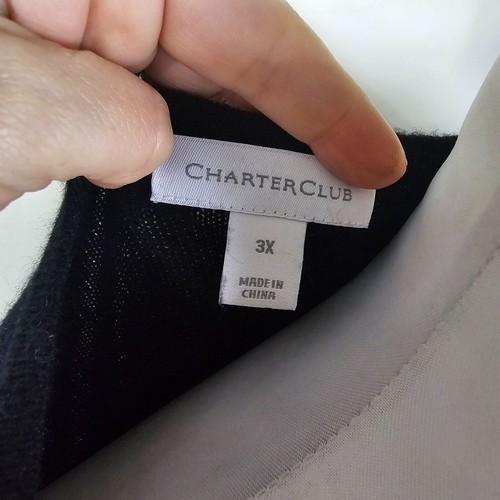 CHARTERCLUB
3X
MADE IN
CHINA